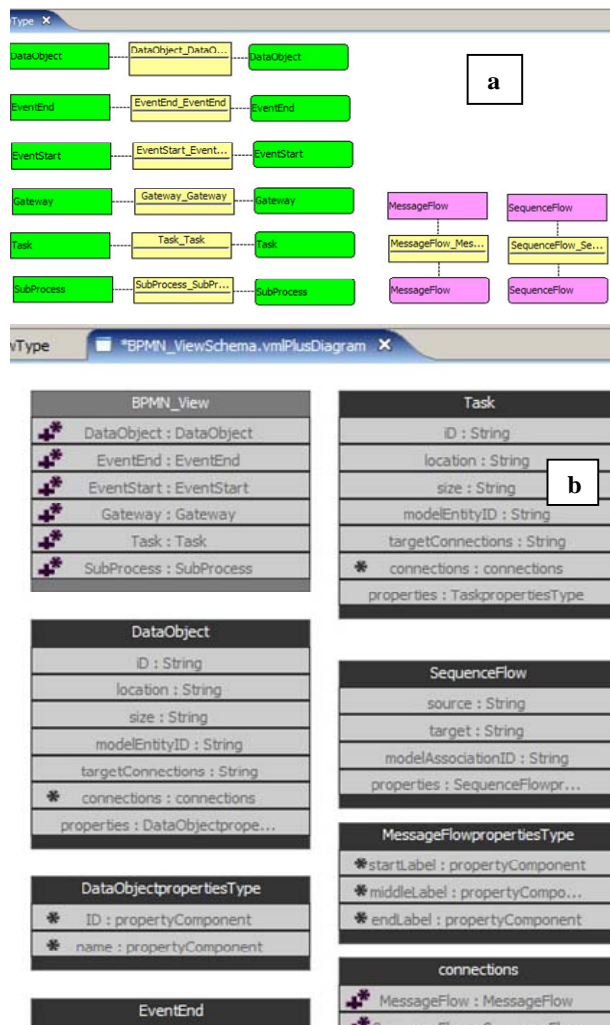 Type
DataObject
DataObject_DataO...
DataObject
a
EventEnd
EventEnd_EventEnd
EventEnd
EventStart
EventStart_Event...
EventStart
Gateway
Gateway_Gateway
Gateway
MessageFlow
SequenceFlow
Task
Task_Task
Task
MessageFlow_Mes...
SequenceFlow_Se...
SubProcess
SubProcess_SubPr...
SubProcess
MessageFlow
SequenceFlow
wType
*BPMN_ViewSchema.vmlPlusDiagram
BPMN_View
DataObject : DataObject
EventEnd : EventEnd
EventStart : EventStart
Gateway : Gateway
Task : Task
SubProcess : SubProcess
Task
iD : String
location : String
size : String
b
modelEntityID : String
targetConnections : String
connections : connections
properties : TaskpropertiesType
DataObject
iD : String
location : String
size : String
modelEntityID : String
targetConnections : String
connections : connections
properties : DataObjectprope...
SequenceFlow
source : String
target : String
modelAssociationID : String
properties : SequenceFlowpr...
MessageFlowpropertiesType
startLabel : propertyComponent
middleLabel : propertyCompo...
endLabel : propertyComponent
DataObjectpropertiesType
ID : propertyComponent
name : propertyComponent
connections
MessageFlow : MessageFlow
EventEnd